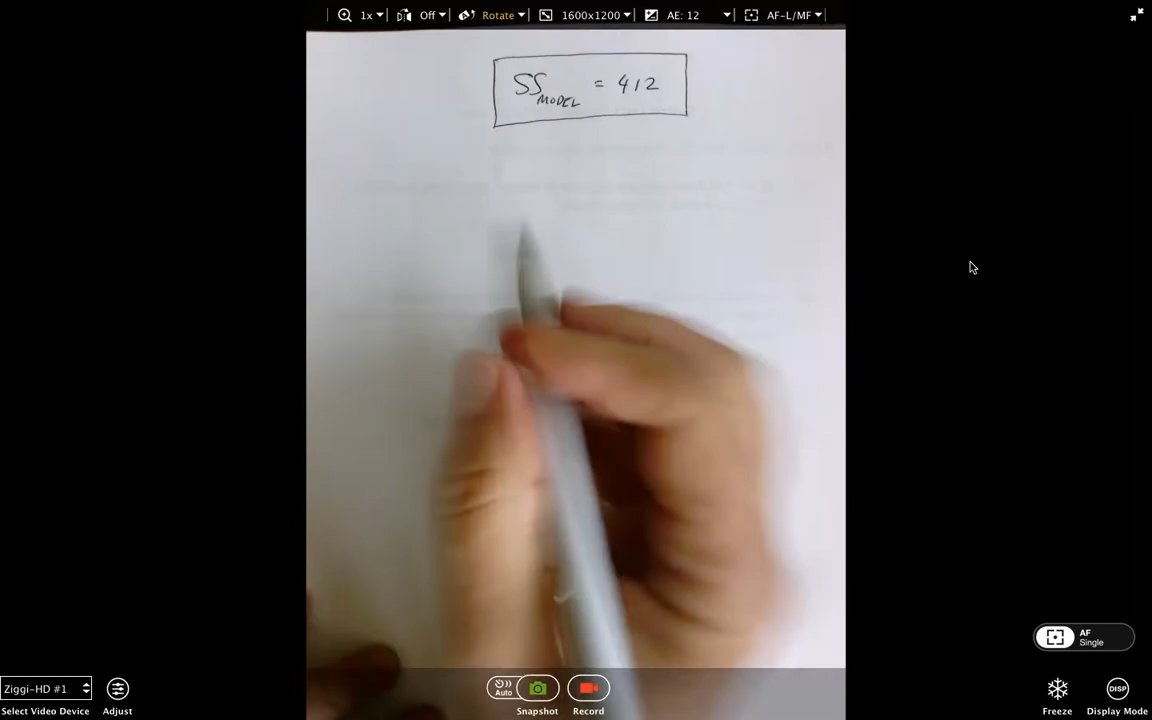 1x Off Rotate 1600x1200 AE: 12 AF-L/MF
SS MODEL = 412
AF
Single
Ziggi-HD #1
Auto
Select Video Device Adjust Snapshot Record Freeze Display Mode
DISP